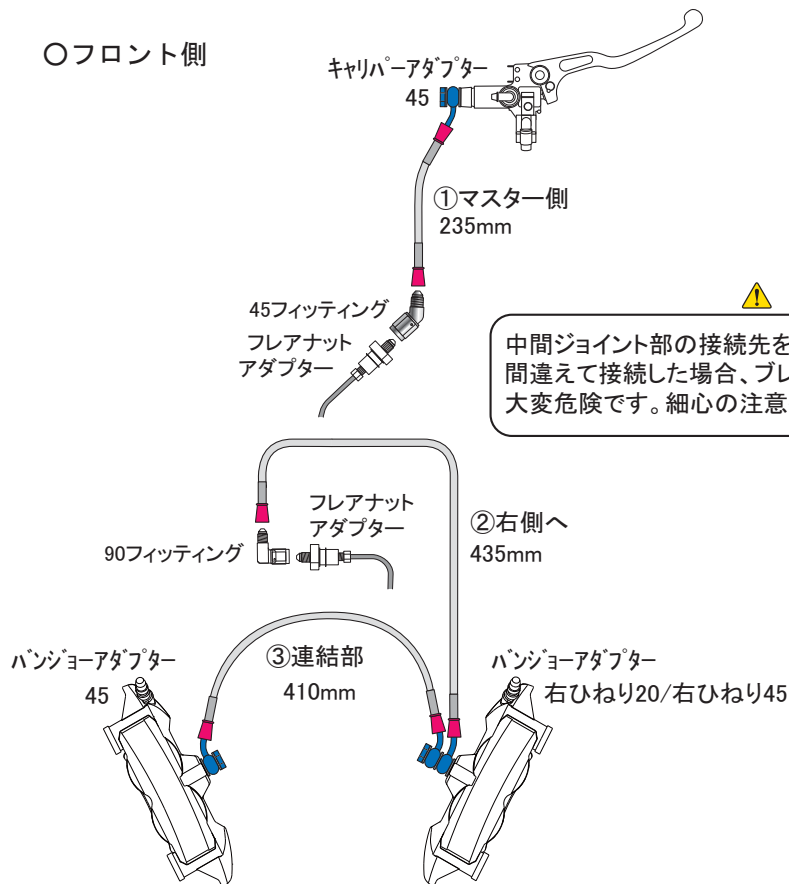 〇フロント側
キャリパーアダプター
45
①マスター側
235mm
45フィッティング
フレアナット
アダプター
中間ジョイント部の接続先を
間違えて接続した場合、ブレ
大変危険です。細心の注意
フレアナット
アダプター
90フィッティング
②右側へ
435mm
③連結部
410mm
バンジョーアダプター
45
バンジョーアダプター
右ひねり20/右ひねり45